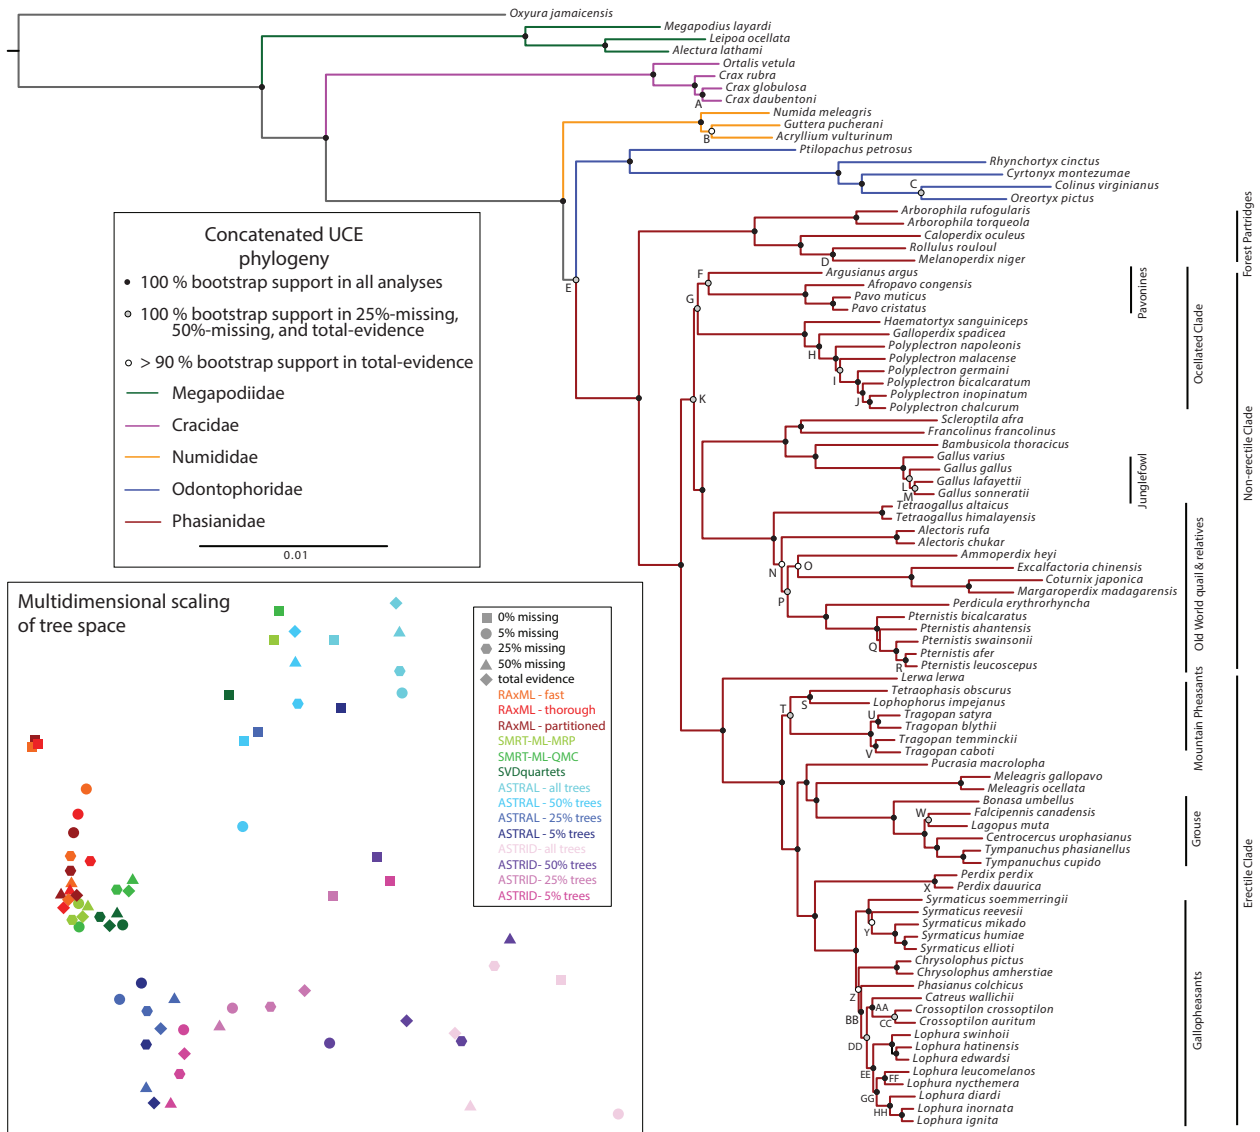 Oxyura jamaicensis
Megapodius layardi
Leipoa ocellata
Alectura lathami
Ortalis vetula
Crax rubra
Crax globulosa
Crax daubentoni
A
Numida meleagris
Guttera pucherani
Acryllium vulturinum
B
Ptilopachus petrosus
Rhynchortyx cinctus
Cyrtonyx montezumae
C
Colinus virginianus
Oreortyx pictus
Arborophila rufogularis
Arborophila torqueola
Caloperdix oculeus
Rollulus rouloul
D
Melanoperdix niger
E
F
Argusianus argus
Afropavo congensis
G
Pavo muticus
Pavo cristatus
Haematortyx sanguiniceps
Galloperdix spadicea
H
Polyplectron napoleonis
Polyplectron malacense
Polyplectron germaini
I
Polyplectron bicalcaratum
Polyplectron inopinatum
J
Polyplectron chalcurum
K
Scleroptila afra
Francolinus francolinus
Bambusicola thoracicus
Gallus varius
Gallus gallus
Gallus lafayettii
L
Gallus sonneratii
M
Tetraogallus altaicus
Tetraogallus himalayensis
Alectoris rufa
Alectoris chukar
Ammoperdix heyi
N
O
Excalfactoria chinensis
Coturnix japonica
Margaroperdix madagarensis
P
Perdicula erythrorhyncha
Pternistis bicalcaratus
Pternistis ahantensis
Pternistis swainsonii
Q
Pternistis afer
Pternistis leucoscepus
R
Lerwa lerwa
Tetraophasis obscurus
Lophophorus impejanus
S
T
Tragopan satyra
U
Tragopan blythii
Tragopan temminckii
Tragopan caboti
V
Pucrasia macrolopha
Meleagris gallopavo
Meleagris ocellata
Bonasa umbellus
Falcipennis canadensis
W
Lagopus muta
Centrocercus urophasianus
Tympanuchus phasianellus
Tympanuchus cupido
Perdix perdix
X
Perdix dauurica
Syrmaticus soemmerringii
Syrmaticus reevesii
Syrmaticus mikado
Y
Syrmaticus humiae
Syrmaticus ellioti
Chrysolophus pictus
Chrysolophus amherstiae
Phasianus colchicus
Z
Catreus wallichii
AA
Crossoptilon crossoptilon
BB
CC
Crossoptilon auritum
Lophura swinhoii
DD
Lophura hatinensis
Lophura edwardsi
EE
Lophura leucomelanos
FF
Lophura nycthemera
GG
Lophura diardi
HH
Lophura inornata
Lophura ignita
Forest Partridges
Pavonines
Ocellated Clade
Junglefowl
Non-erectile Clade
Old World quail & relatives
Mountain Pheasants
Grouse
Erectile Clade
Gallopheasants
Concatenated UCE
phylogeny
100 % bootstrap support in all analyses
100 % bootstrap support in 25%-missing,
50%-missing, and total-evidence
> 90 % bootstrap support in total-evidence
Megapodiidae
Cracidae
Numididae
Odontophoridae
Phasianidae
0.01
Multidimensional scaling
of tree space
0% missing
5% missing
25% missing
50% missing
total evidence
RAxML - fast
RAxML - thorough
RAxML - partitioned
SMRT-ML-MRP
SMRT-ML-QMC
SVDquartets
ASTRAL - all trees
ASTRAL - 50% trees
ASTRAL - 25% trees
ASTRAL - 5% trees
ASTRID- all trees
ASTRID- 50% trees
ASTRID- 25% trees
ASTRID- 5% trees